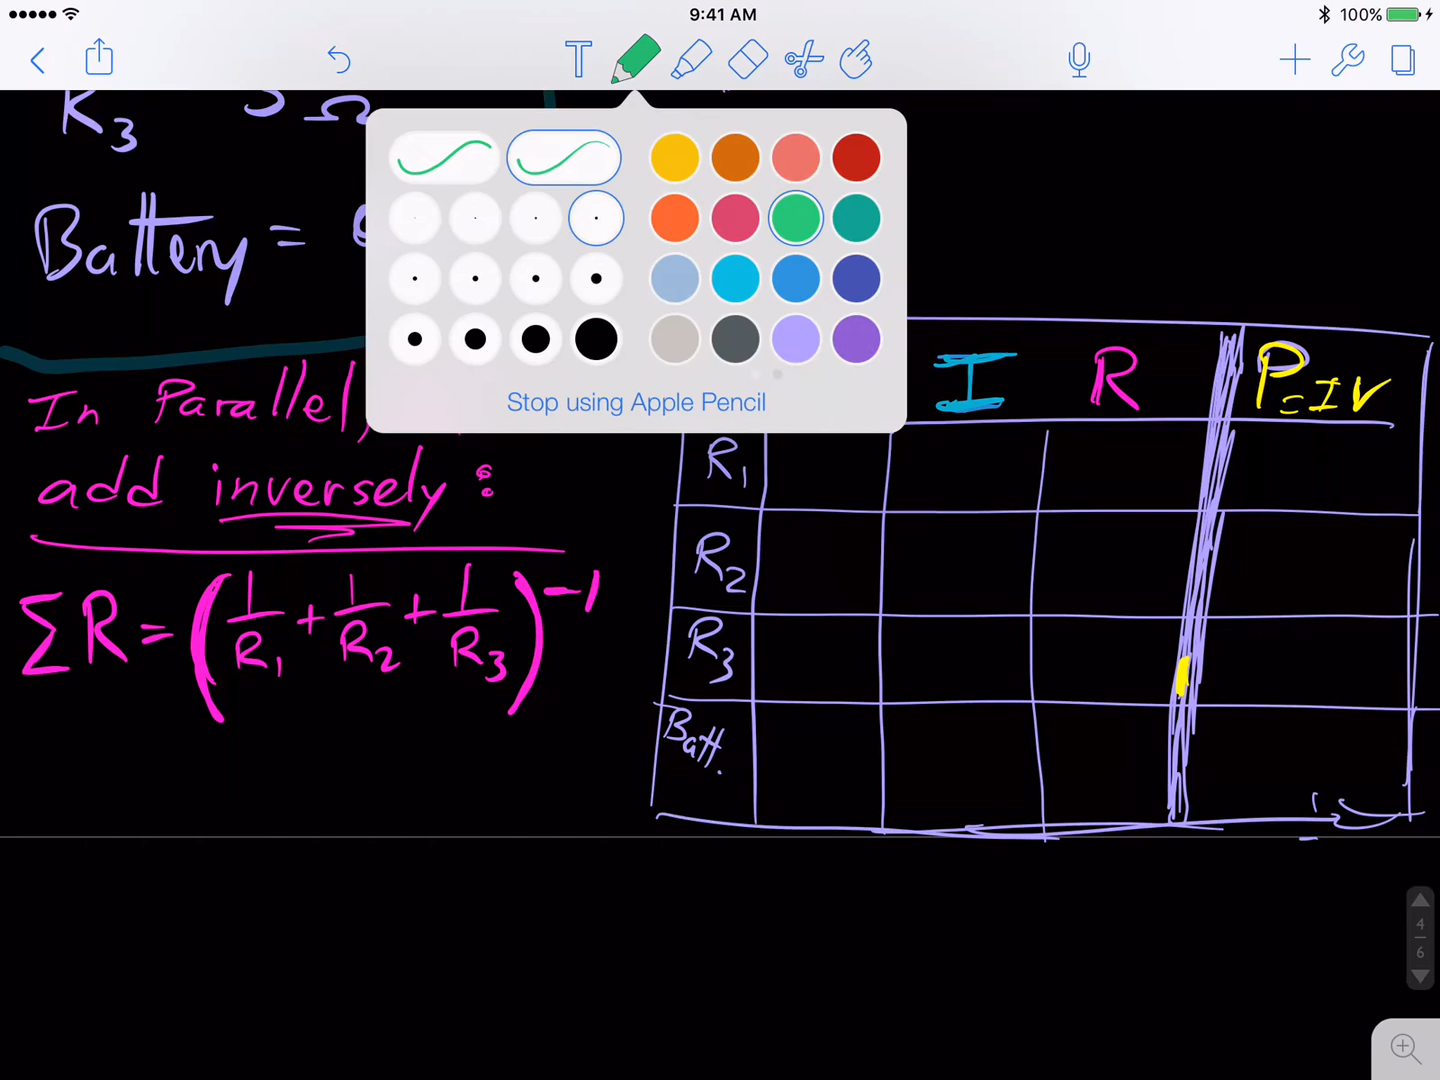 9:41 AM
100%
T
R3 5 Ω
Battery =
Stop using Apple Pencil
In Parallel,
add inversely:
ΣR = (1/R1 + 1/R2 + 1/R3)^-1
I R P=IV
R1
R2
R3
Batt.
4
6